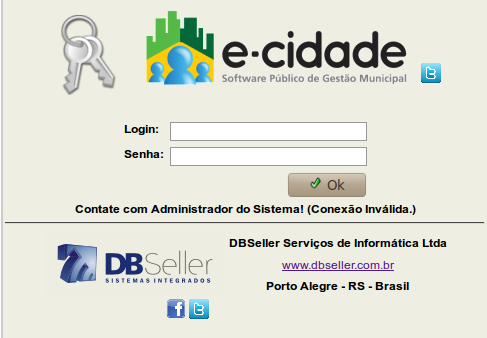 e-cidade
Software Público de Gestão Municipal
Login:
Senha:
Ok
Contate com Administrador do Sistema! (Conexão Inválida.)
DBSeller
SISTEMAS INTEGRADOS
DBSeller Serviços de Informática Ltda
www.dbseller.com.br
Porto Alegre - RS - Brasil